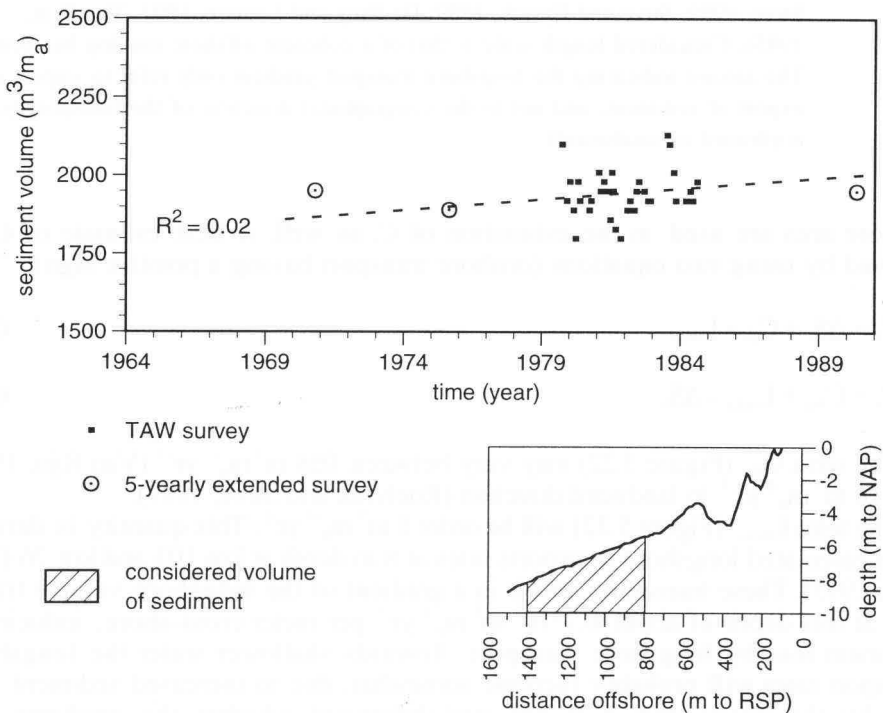 2500
2250
2000
1750
1500
sediment volume (m³/mₐ)
R² = 0.02
1964
1969
1974
1979
1984
1989
time (year)
TAW survey
5-yearly extended survey
considered volume
of sediment
0
-2
-4
-6
-8
-10
depth (m to NAP)
1600
1400
1200
1000
800
600
400
200
0
distance offshore (m to RSP)